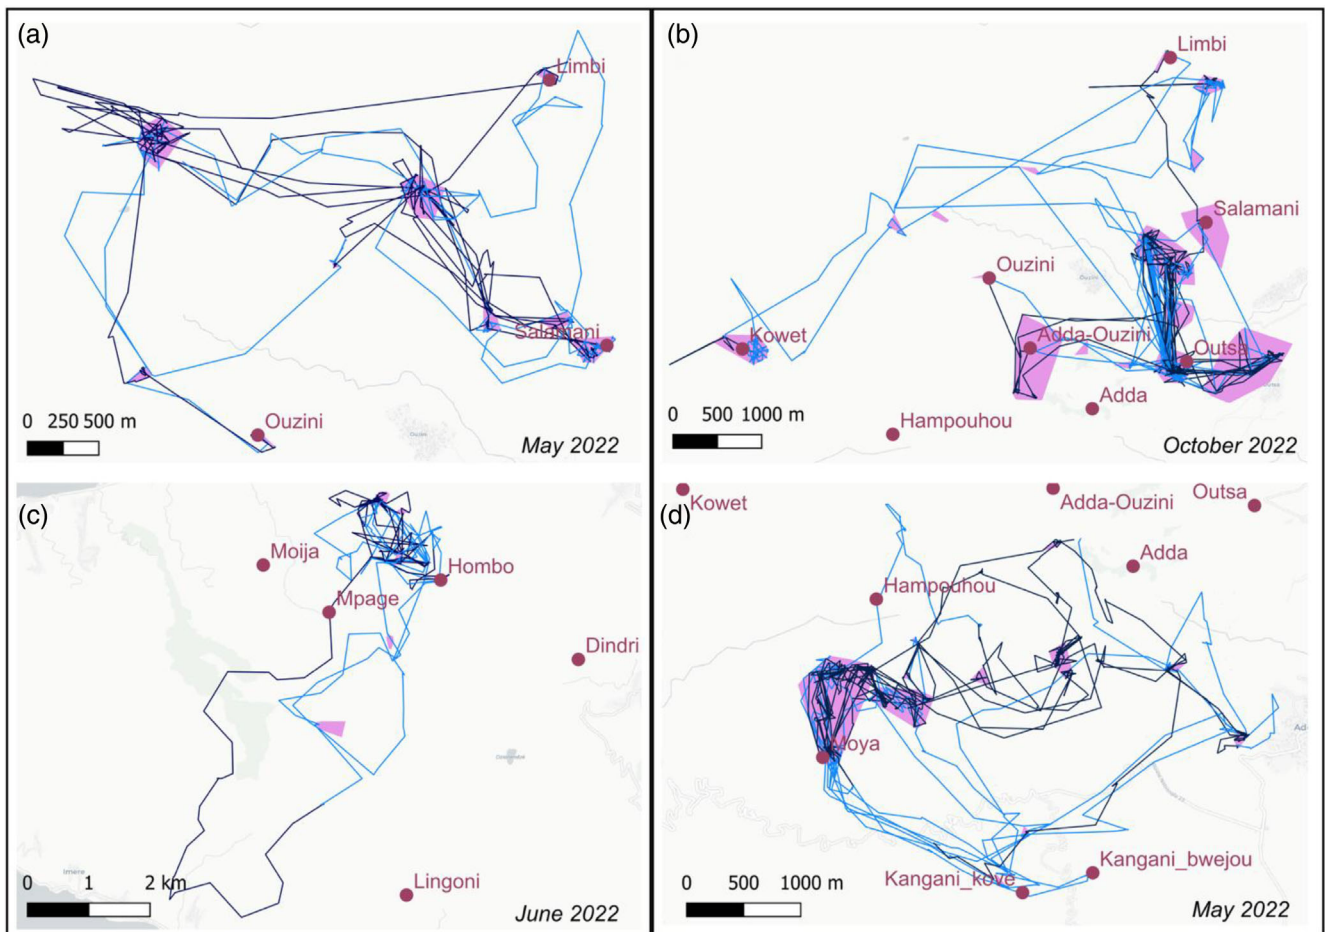 (a)
Limbi
Salamani
Ouzini
0 250 500 m
May 2022
(b)
Limbi
Salamani
Ouzini
Kowet
Adda-Ouzini
Outsa
Adda
Hampouhou
0 500 1000 m
October 2022
(c)
Moija
Hombo
Mpage
Dindri
Lingoni
0 1 2 km
June 2022
(d)
Kowet
Adda-Ouzini
Outsa
Adda
Hampouhou
Moya
Kangani_bwejou
Kangani_kove
0 500 1000 m
May 2022